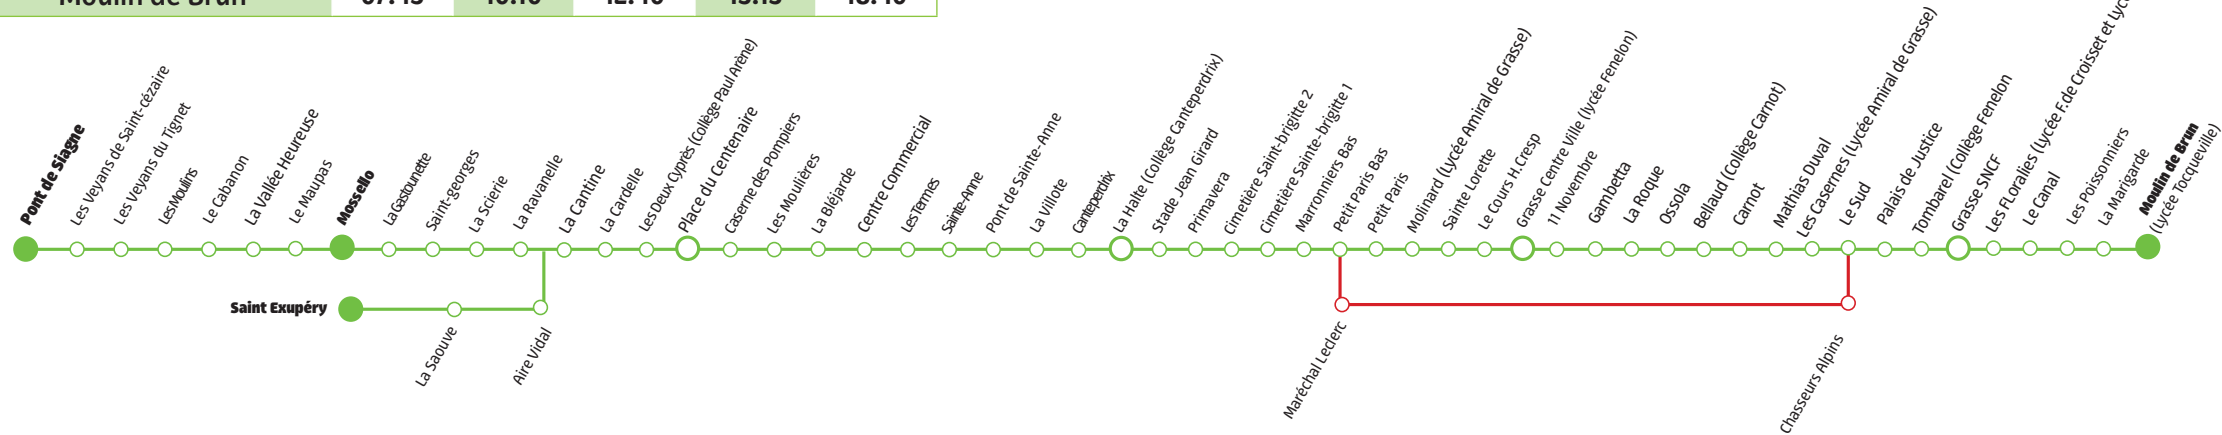 Moulin de Brun
Pont de Siagne
Les Veyans de Saint-cézaire
Les Veyans du Tignet
Les Moulins
Le Cabanon
La Vallée Heureuse
Le Maupas
Mossello
La Gastounette
Saint-georges
La Scierie
La Ravanelle
La Cantine
La Cardelle
Les Deux Cyprès (Collège Paul Arène)
Place du Centenaire
Caserne des Pompiers
Les Moulières
La Bléjarde
Centre Commercial
Les Termes
Sainte-Anne
Pont de Sainte-Anne
La Villote
Canteperdrix
La Halte (Collège Canteperdrix)
Stade Jean Girard
Primavera
Cimetière Saint-brigitte 2
Cimetière Sainte-brigitte 1
Marronniers Bas
Petit Paris Bas
Petit Paris
Molinard (Lycée Amiral de Grasse)
Sainte Lorette
Le Cours H.Cresp
Grasse Centre Ville (lycée Fenelon)
11 Novembre
Gambetta
La Roque
Ossola
Bellaud (Collège Carnot)
Carnot
Mathias Duval
Les Casernes (Lycée Amiral de Grasse)
Le Sud
Palais de Justice
Tombarel (Collège Fenelon
Grasse SNCF
Les FLoralies (Lycée F.de Croisset et
Le Canal
Les Poissonniers
La Marigarde
Moulin de Brun
(Lycée Tocqueville)
Saint Exupéry
La Saouve
Aire Vidal
Maréchal Leclerc
Chasseurs Alpins